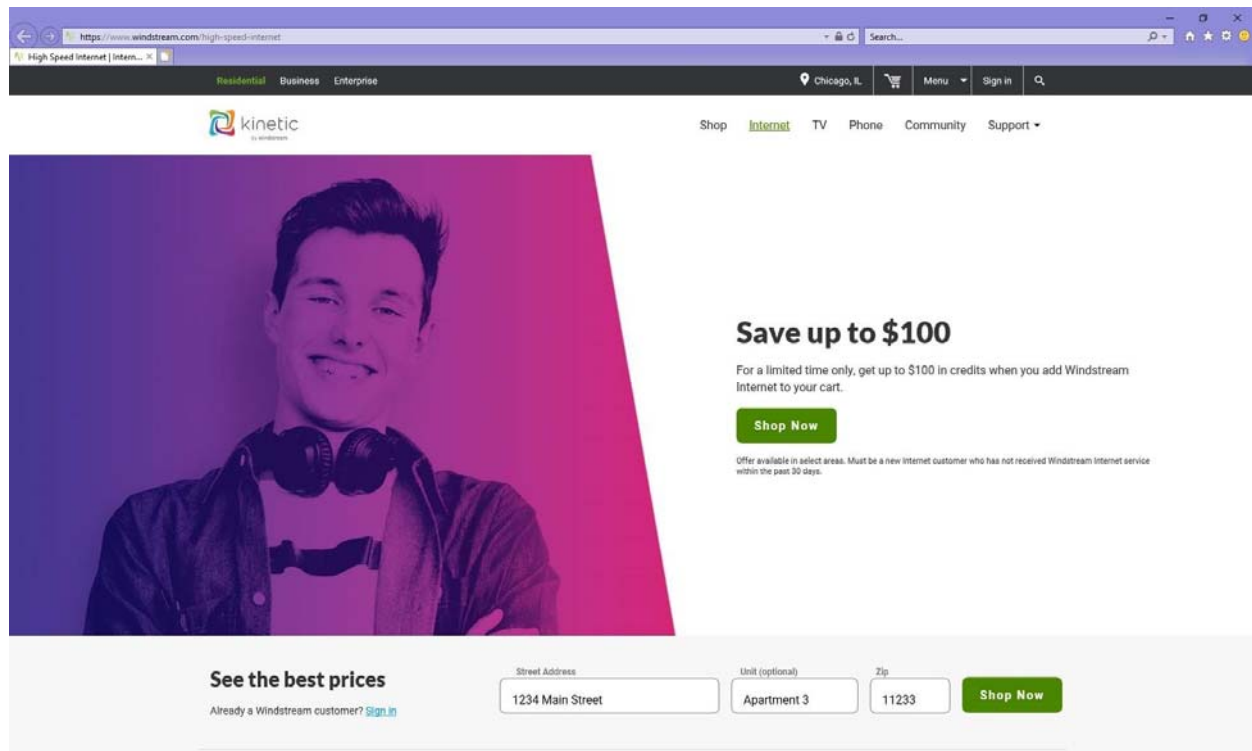 https://www.windstream.com/high-speed-internet
Search...
High Speed Internet | Intern...
Residential Business Enterprise
Chicago, IL Menu Sign in
kinetic
by windstream
Shop Internet TV Phone Community Support
Save up to $100
For a limited time only, get up to $100 in credits when you add Windstream
Internet to your cart.
Shop Now
Offer available in select areas. Must be a new Internet customer who has not received Windstream Internet service
within the past 30 days.
See the best prices
Already a Windstream customer? Sign in
Street Address Unit (optional) Zip
1234 Main Street Apartment 3 11233 Shop Now